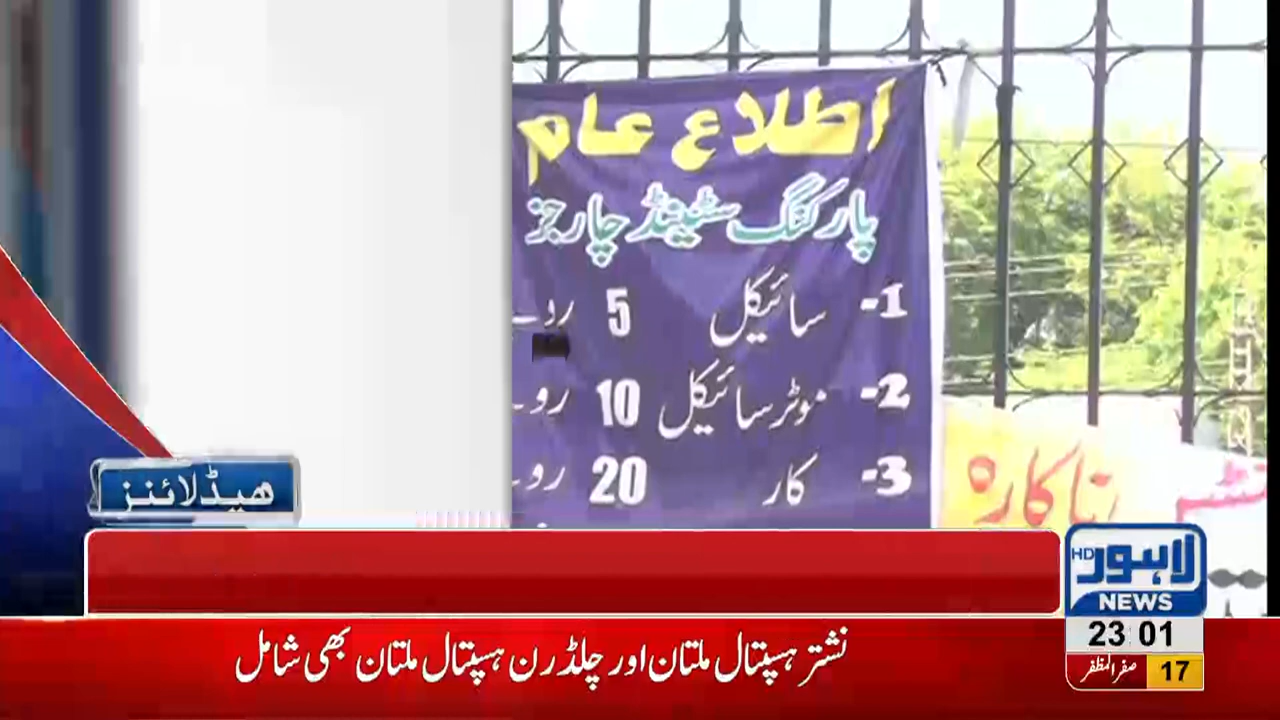 اطلاع عام
پارکنگ سٹینڈ چارجز
1- سائیکل 5
2- موٹر سائیکل 10
3- کار 20
ناکارہ
ہیڈلائنز
HD
لاہور
NEWS
23:01
17 صفر المظفر
نشتر ہسپتال ملتان اور چلڈرن ہسپتال ملتان بھی شامل